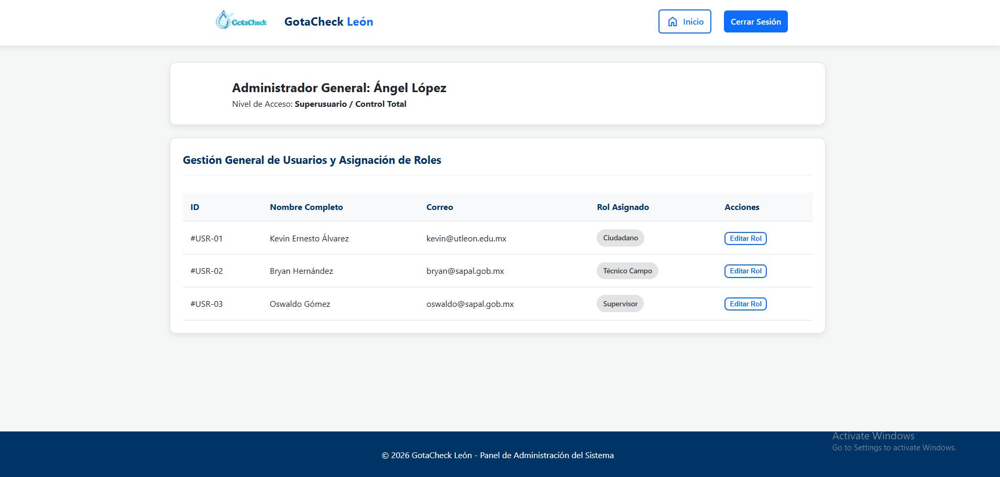 GotaCheck
GotaCheck León
Inicio
Cerrar Sesión
Administrador General: Ángel López
Nivel de Acceso: Superusuario / Control Total
Gestión General de Usuarios y Asignación de Roles
ID Nombre Completo Correo Rol Asignado Acciones
#USR-01 Kevin Ernesto Álvarez kevin@utleon.edu.mx Ciudadano Editar Rol
#USR-02 Bryan Hernández bryan@sapal.gob.mx Técnico Campo Editar Rol
#USR-03 Oswaldo Gómez oswaldo@sapal.gob.mx Supervisor Editar Rol
Activate Windows
Go to Settings to activate Windows.
© 2026 GotaCheck León - Panel de Administración del Sistema